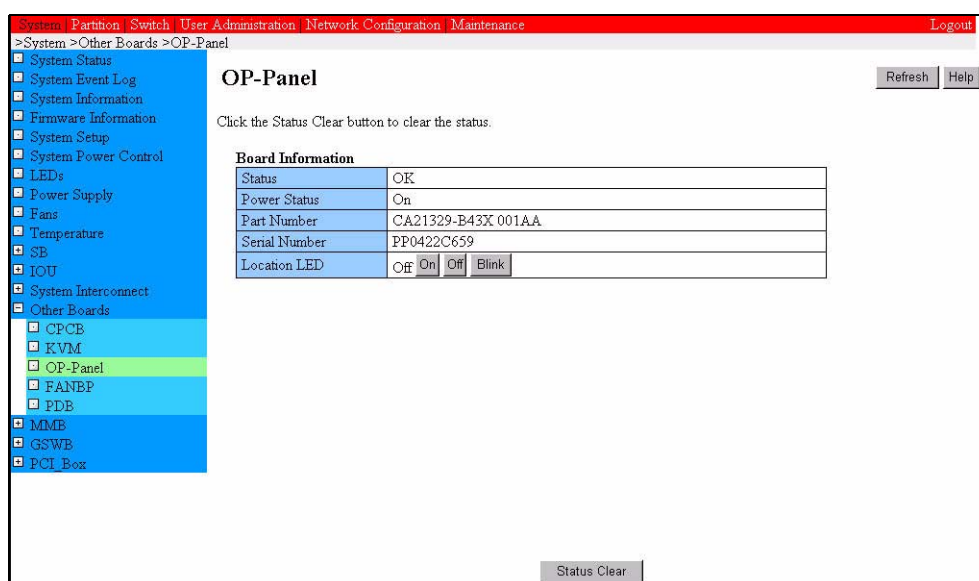 System | Partition | Switch | User Administration | Network Configuration | Maintenance Logout
>System >Other Boards >OP-Panel
System Status
System Event Log
System Information
Firmware Information
System Setup
System Power Control
LEDs
Power Supply
Fans
Temperature
SB
IOU
System Interconnect
Other Boards
CPCB
KVM
OP-Panel
FANBP
PDB
MMB
GSWB
PCI_Box
OP-Panel
Refresh Help
Click the Status Clear button to clear the status.
Board Information
Status OK
Power Status On
Part Number CA21329-B43X 001AA
Serial Number PP0422C659
Location LED Off On Off Blink
Status Clear